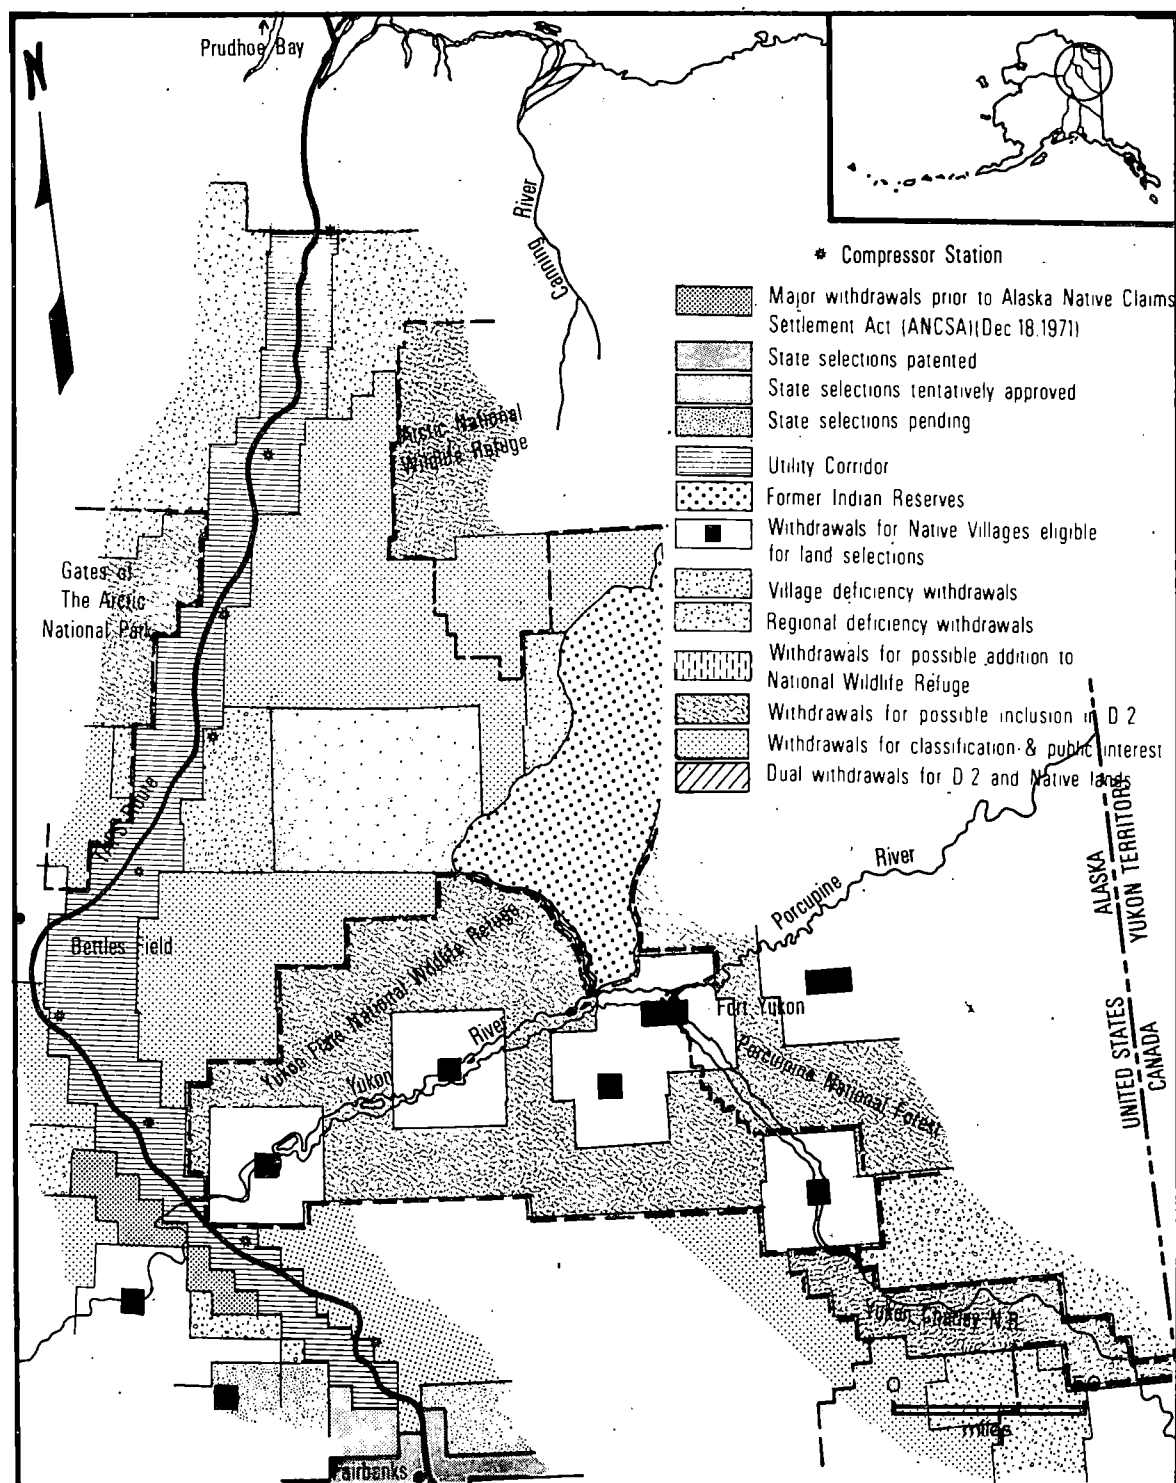 Prudhoe Bay
N
River
Canning
Compressor Station
Major withdrawals prior to Alaska Native Claims
Settlement Act (ANCSA)(Dec 18, 1971)
State selections patented
State selections tentatively approved
State selections pending
Utility Corridor
Former Indian Reserves
Withdrawals for Native Villages eligible
for land selections
Village deficiency withdrawals
Regional deficiency withdrawals
Withdrawals for possible addition to
National Wildlife Refuge
Withdrawals for possible inclusion in D 2
Withdrawals for classification & public interest
Dual withdrawals for D 2 and Native lands
Arctic National
Wildlife Refuge
Gates of
The Arctic
National Park
Route
Bettles Field
Yukon Flats National Wildlife Refuge
Yukon
River
Porcupine
River
Fort Yukon
Porcupine National Forest
ALASKA
YUKON TERRITORY
UNITED STATES
CANADA
Yukon Charley N.R.
0
miles
Fairbanks